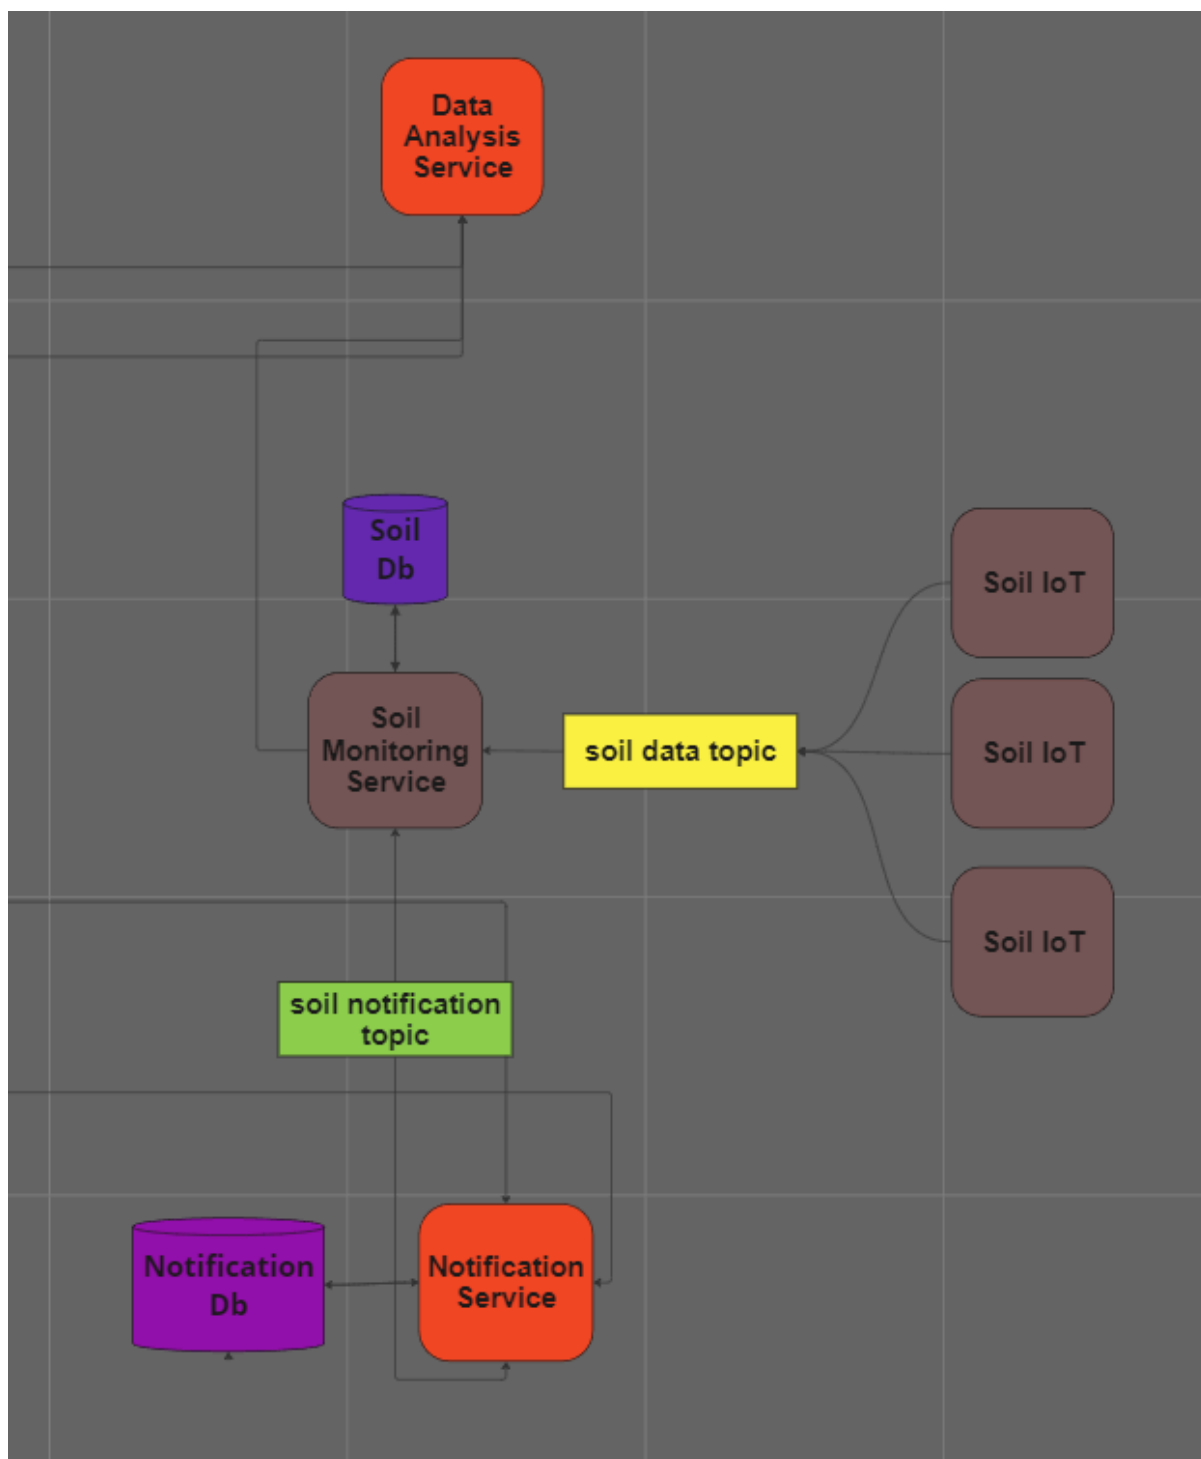 Data
Analysis
Service
Soil
Db
Soil
Monitoring
Service
soil data topic
Soil IoT
Soil IoT
Soil IoT
soil notification
topic
Notification
Db
Notification
Service